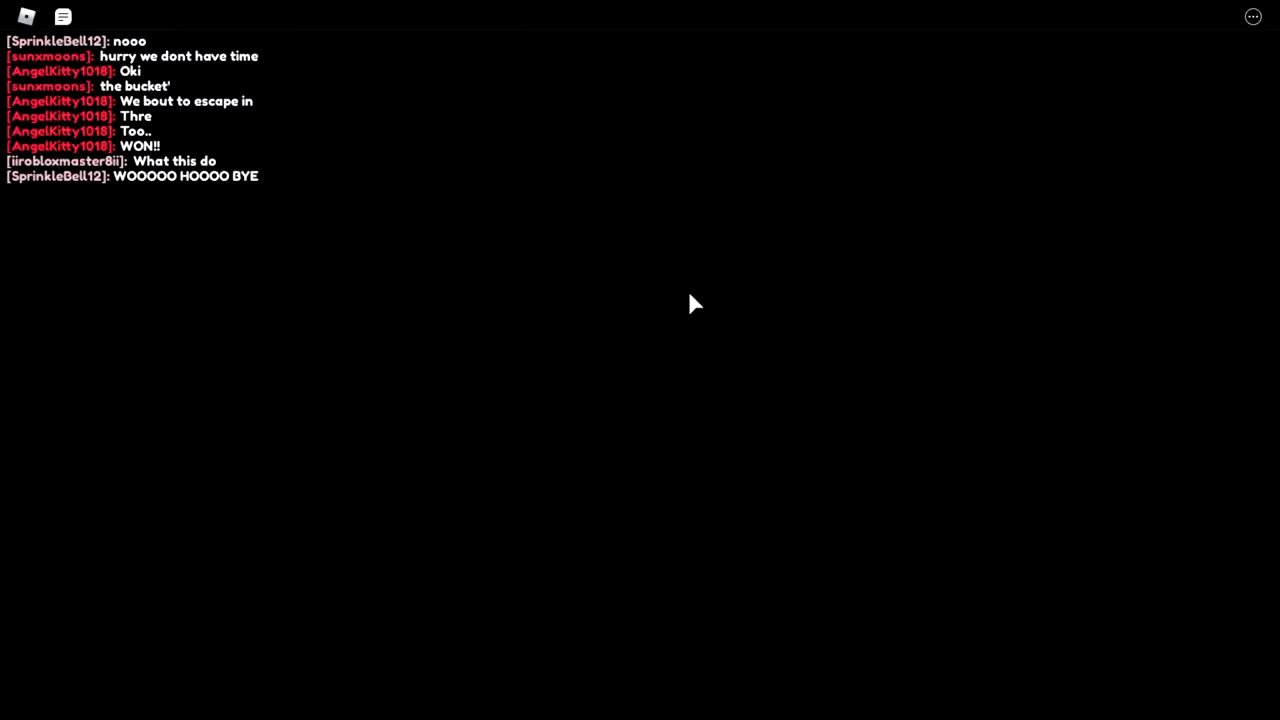 [SprinkleBell12]: nooo
[sunxmoons]: hurry we dont have time
[AngelKitty1018]: Oki
[sunxmoons]: the bucket'
[AngelKitty1018]: We bout to escape in
[AngelKitty1018]: Thre
[AngelKitty1018]: Too..
[AngelKitty1018]: WON!!
[iirobloxmaster8ii]: What this do
[SprinkleBell12]: WOOOOO HOOOO BYE